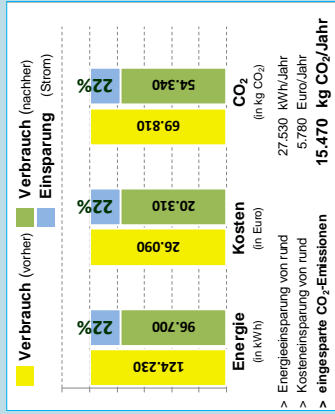 Verbrauch (vorher)
Verbrauch (nachher)
Einsparung
(Strom)
124.230
96.700
22%
26.090
20.310
22%
69.810
54.340
22%
Energie
(in kWh)
Kosten
(in Euro)
CO₂
(in kg CO₂)
> Energieeinsparung von rund 27.530 kWh/Jahr
> Kosteneinsparung von rund 5.780 Euro/Jahr
> eingesparte CO₂-Emissionen 15.470 kg CO₂/Jahr